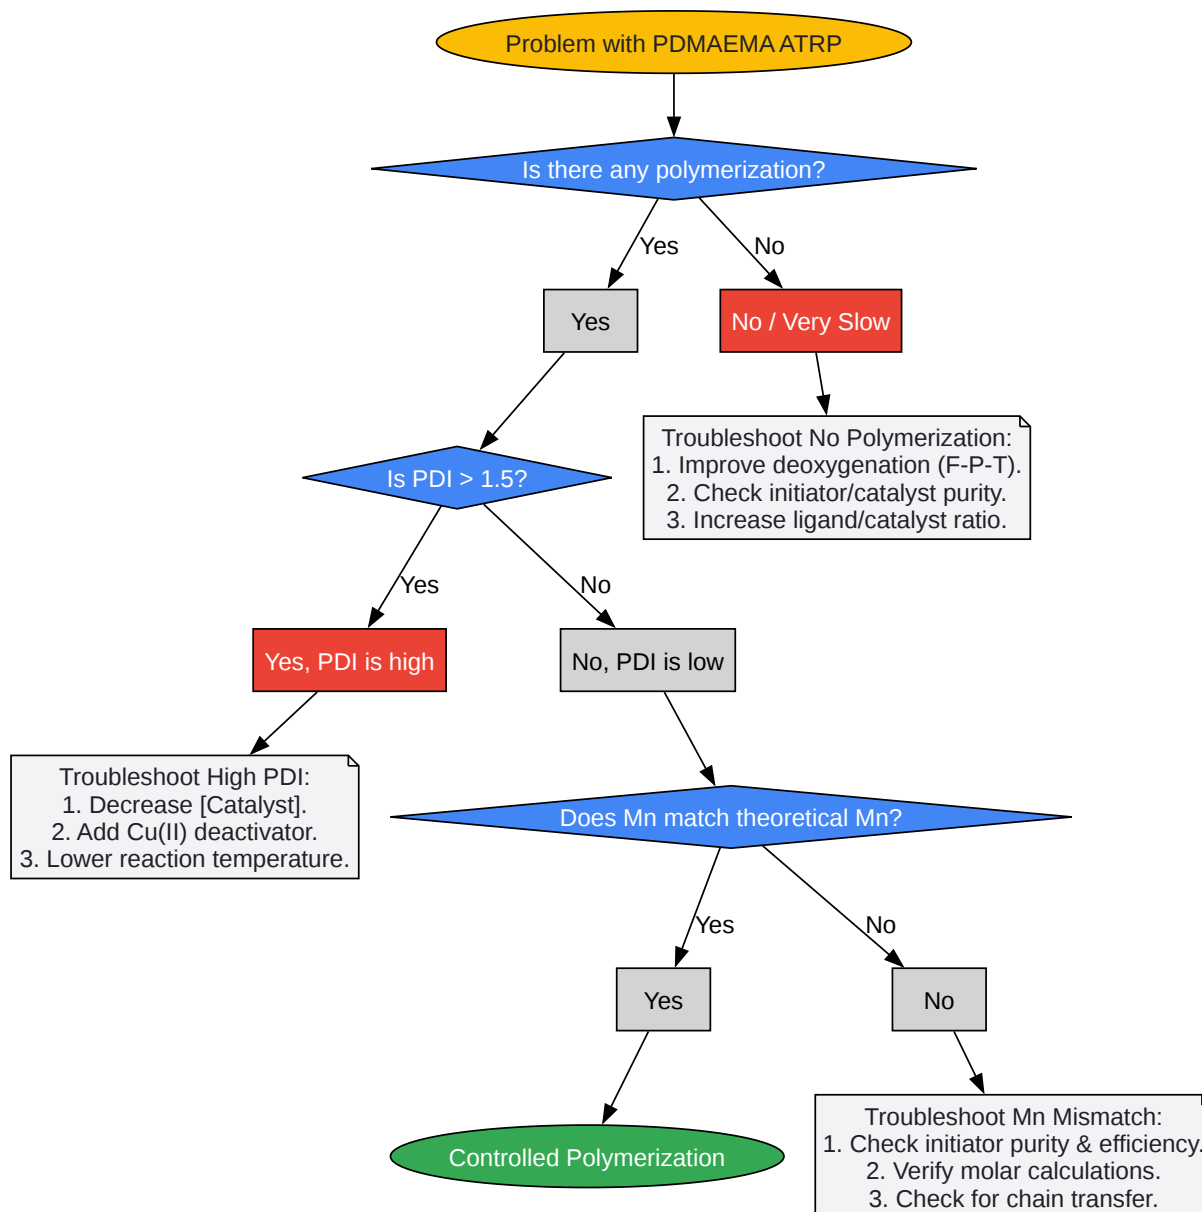 Problem with PDMAEMA ATRP
Is there any polymerization?
Yes
No
Yes
No / Very Slow
Troubleshoot No Polymerization:
1. Improve deoxygenation (F-P-T).
2. Check initiator/catalyst purity.
3. Increase ligand/catalyst ratio.
Is PDI > 1.5?
Yes
No
Yes, PDI is high
No, PDI is low
Troubleshoot High PDI:
1. Decrease [Catalyst].
2. Add Cu(II) deactivator.
3. Lower reaction temperature.
Does Mn match theoretical Mn?
Yes
No
Yes
No
Controlled Polymerization
Troubleshoot Mn Mismatch:
1. Check initiator purity & efficiency.
2. Verify molar calculations.
3. Check for chain transfer.